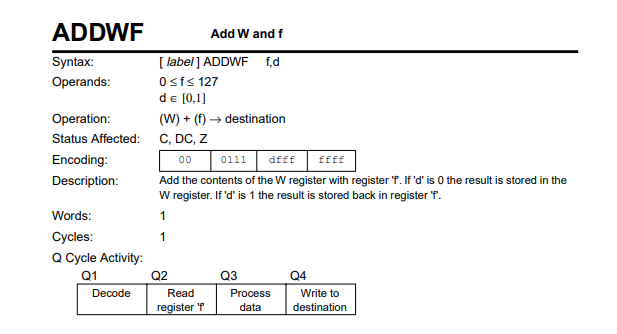 ADDWF Add W and f
Syntax: [ label ] ADDWF f,d
Operands: 0 ≤ f ≤ 127
d ∈ [0,1]
Operation: (W) + (f) → destination
Status Affected: C, DC, Z
Encoding: 00 0111 dfff ffff
Description: Add the contents of the W register with register 'f'. If 'd' is 0 the result is stored in the
W register. If 'd' is 1 the result is stored back in register 'f'.
Words: 1
Cycles: 1
Q Cycle Activity:
Q1 Q2 Q3 Q4
Decode Read Process Write to
register 'f' data destination